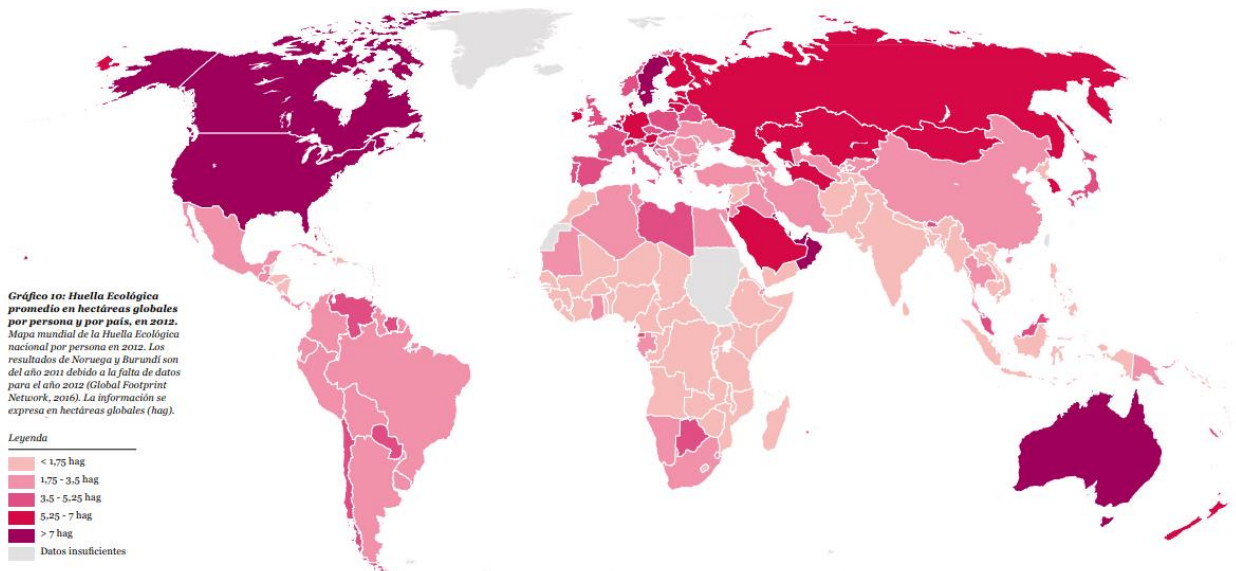 Gráfico 10: Huella Ecológica
promedio en hectáreas globales
por persona y por país, en 2012.
Mapa mundial de la Huella Ecológica
nacional por persona en 2012. Los
resultados de Noruega y Burundi son
del año 2011 debido a la falta de datos
para el año 2012 (Global Footprint
Network, 2016). La información se
expresa en hectáreas globales (hag).
Leyenda
< 1,75 hag
1,75 - 3,5 hag
3,5 - 5,25 hag
5,25 - 7 hag
> 7 hag
Datos insuficientes